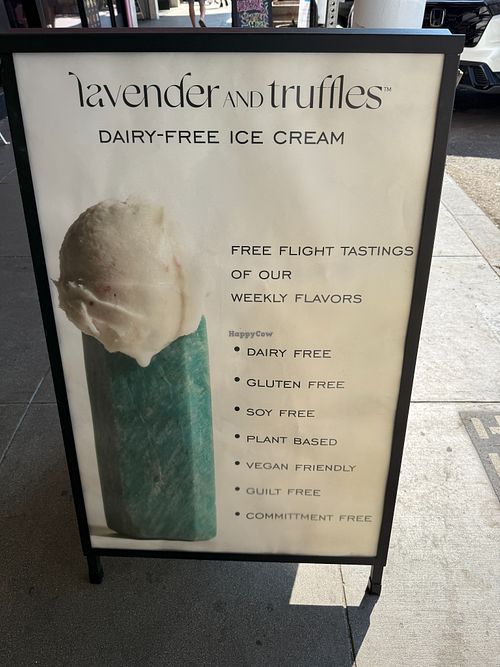 lavender AND truffles™
DAIRY-FREE ICE CREAM
FREE FLIGHT TASTINGS
OF OUR
WEEKLY FLAVORS
HappyCow
• DAIRY FREE
• GLUTEN FREE
• SOY FREE
• PLANT BASED
• VEGAN FRIENDLY
• GUILT FREE
• COMMITTMENT FREE